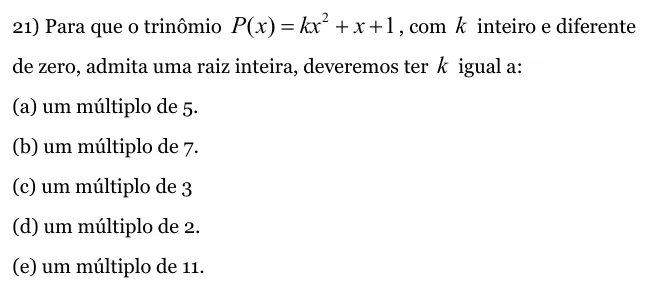 21) Para que o trinômio P(x) = kx² + x + 1, com k inteiro e diferente
de zero, admita uma raiz inteira, deveremos ter k igual a:
(a) um múltiplo de 5.
(b) um múltiplo de 7.
(c) um múltiplo de 3
(d) um múltiplo de 2.
(e) um múltiplo de 11.